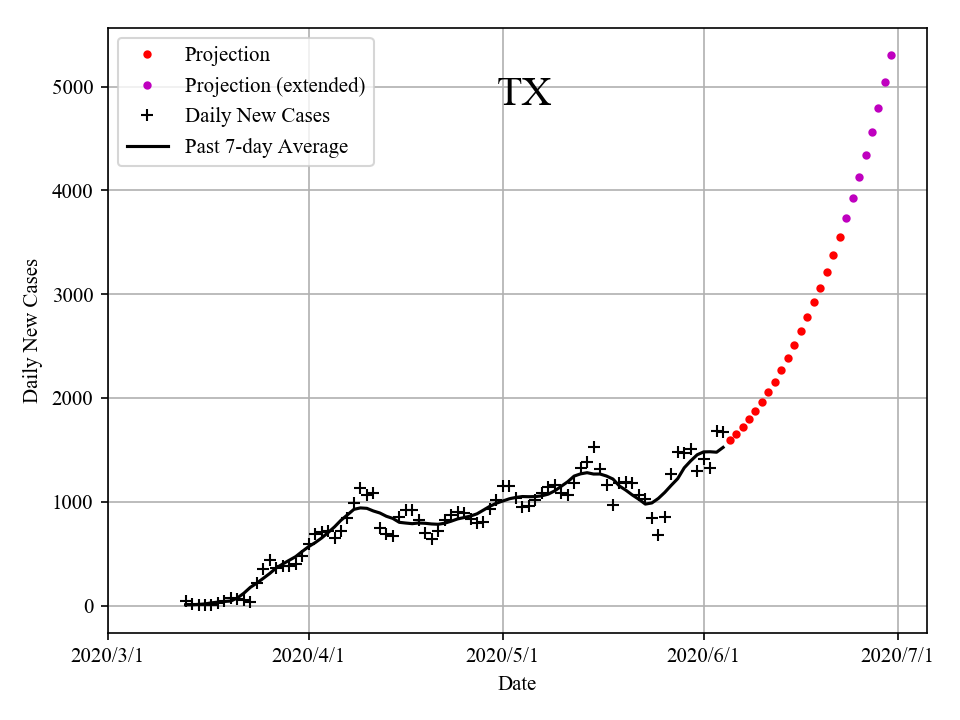 TX
Projection
Projection (extended)
Daily New Cases
Past 7-day Average
5000
4000
3000
2000
1000
0
Daily New Cases
2020/3/1
2020/4/1
2020/5/1
2020/6/1
2020/7/1
Date